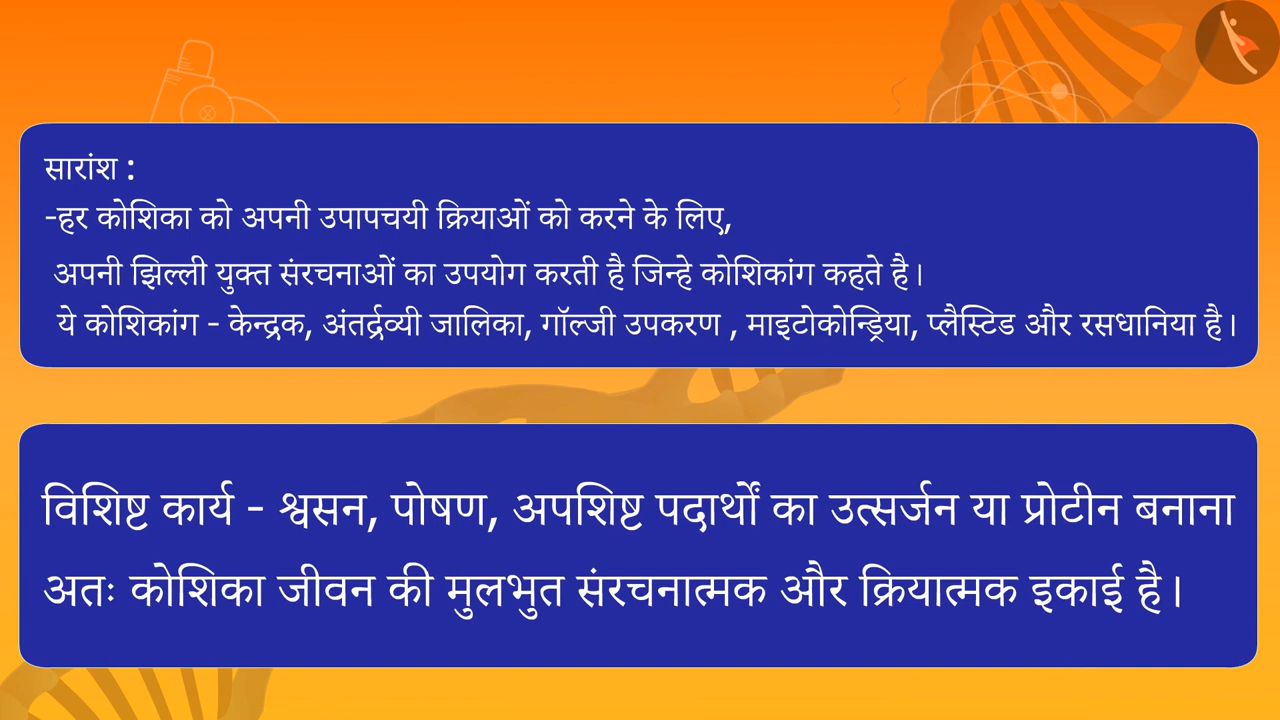 सारांश :
-हर कोशिका को अपनी उपापचयी क्रियाओं को करने के लिए,
अपनी झिल्ली युक्त संरचनाओं का उपयोग करती है जिन्हे कोशिकांग कहते है।
ये कोशिकांग - केन्द्रक, अंतर्द्रव्यी जालिका, गॉल्जी उपकरण , माइटोकोन्ड्रिया, प्लैस्टिड और रसधानिया है।
विशिष्ट कार्य - श्वसन, पोषण, अपशिष्ट पदार्थों का उत्सर्जन या प्रोटीन बनाना
अतः कोशिका जीवन की मुलभुत संरचनात्मक और क्रियात्मक इकाई है।